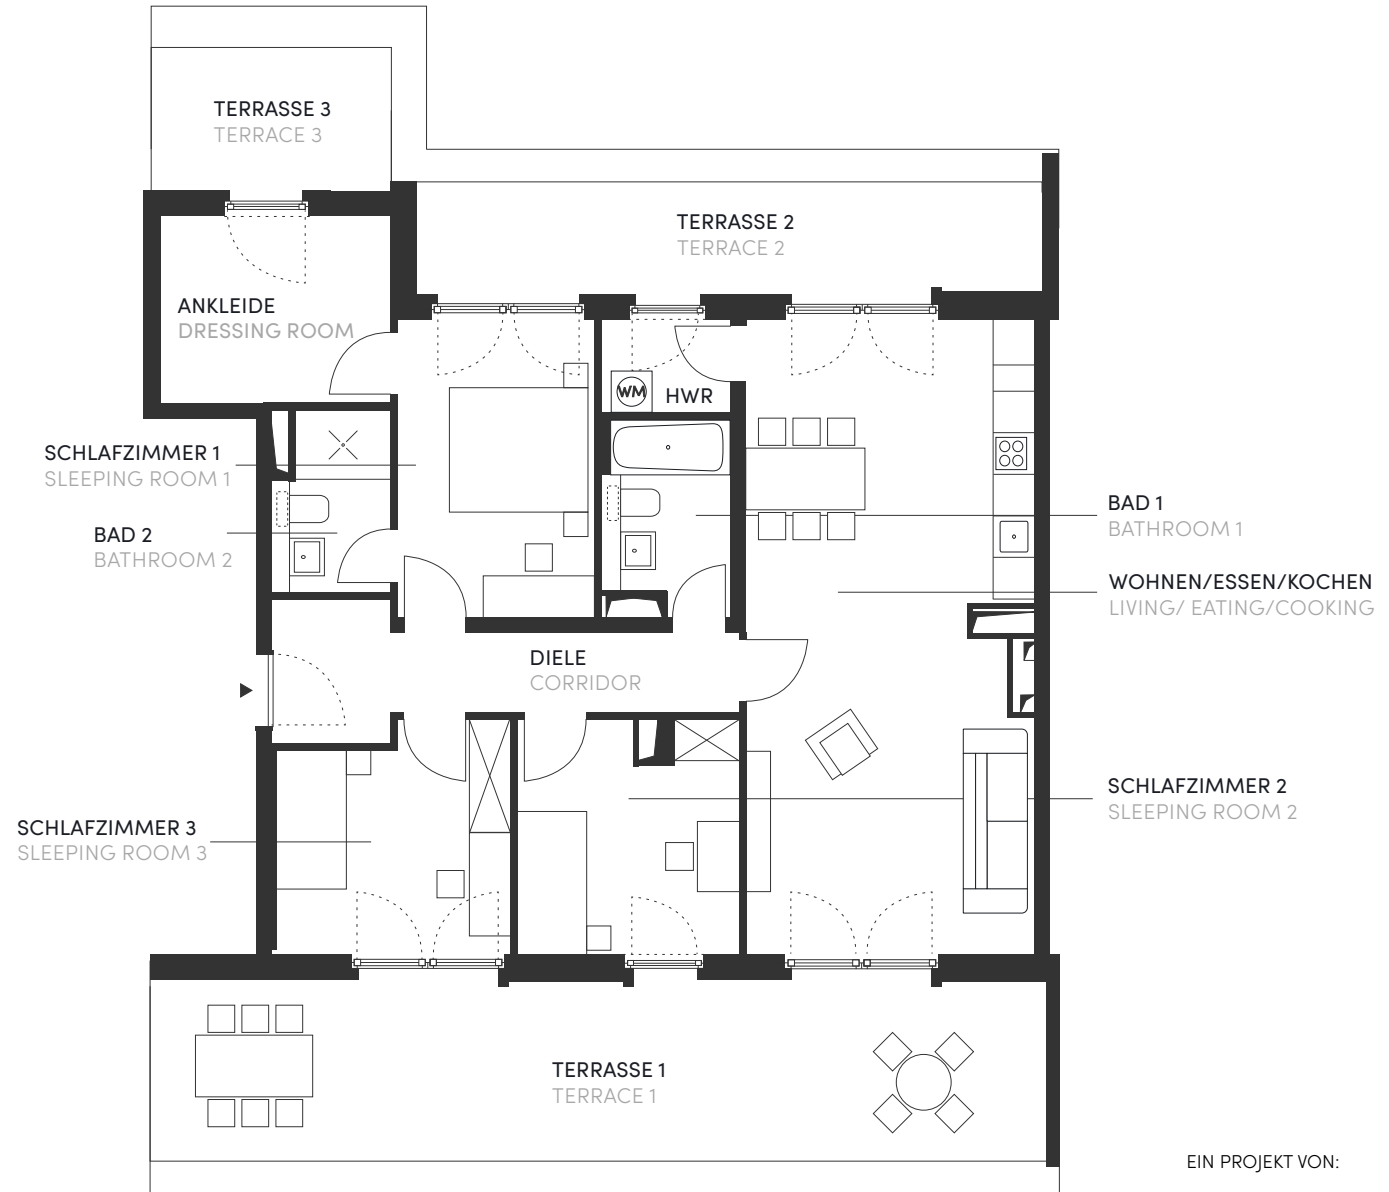 TERRASSE 3
TERRACE 3
TERRASSE 2
TERRACE 2
ANKLEIDE
DRESSING ROOM
WM
HWR
SCHLAFZIMMER 1
SLEEPING ROOM 1
BAD 2
BATHROOM 2
BAD 1
BATHROOM 1
WOHNEN/ESSEN/KOCHEN
LIVING/ EATING/COOKING
DIELE
CORRIDOR
SCHLAFZIMMER 2
SLEEPING ROOM 2
SCHLAFZIMMER 3
SLEEPING ROOM 3
TERRASSE 1
TERRACE 1
EIN PROJEKT VON: